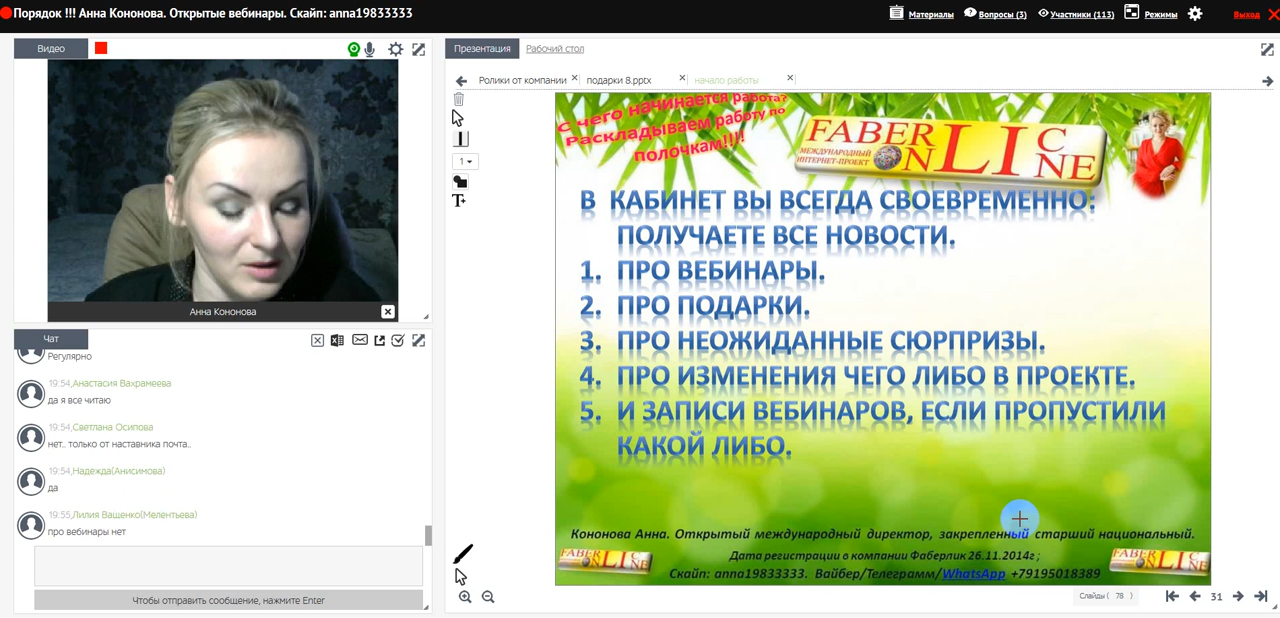 Порядок !!! Анна Кононова. Открытые вебинары. Скайп: anna19833333
Материалы
Вопросы (3)
Участники (113)
Режимы
Выход
Видео
Анна Кононова
Чат
Регулярно
19:54,Анастасия Вахрамеева
да я все читаю
19:54,Светлана Осипова
нет.. только от наставника почта..
19:54,Надежда(Анисимова)
да
19:55,Лилия Ващенко(Мелентьева)
про вебинары нет
Чтобы отправить сообщение, нажмите Enter
Презентация
Рабочий стол
Ролики от компании
подарки 8.pptx
начало работы
1
T+
С чего начинается работа?
Раскладываем работу по
полочкам!!!!
FABERLIC
МЕЖДУНАРОДНЫЙ
ИНТЕРНЕТ-ПРОЕКТ
ONLINE
В КАБИНЕТ ВЫ ВСЕГДА СВОЕВРЕМЕННО:
ПОЛУЧАЕТЕ ВСЕ НОВОСТИ.
1. ПРО ВЕБИНАРЫ.
2. ПРО ПОДАРКИ.
3. ПРО НЕОЖИДАННЫЕ СЮРПРИЗЫ.
4. ПРО ИЗМЕНЕНИЯ ЧЕГО ЛИБО В ПРОЕКТЕ.
5. И ЗАПИСИ ВЕБИНАРОВ, ЕСЛИ ПРОПУСТИЛИ
КАКОЙ ЛИБО.
Кононова Анна. Открытый международный директор, закрепленный старший национальный.
Дата регистрации в компании Фаберлик 26.11.2014г ;
Скайп: anna19833333. Вайбер/Телеграмм/WhatsApp +79195018389
FABERLIC
ONLINE
FABERLIC
ONLINE
Слайды ( 78 )
31